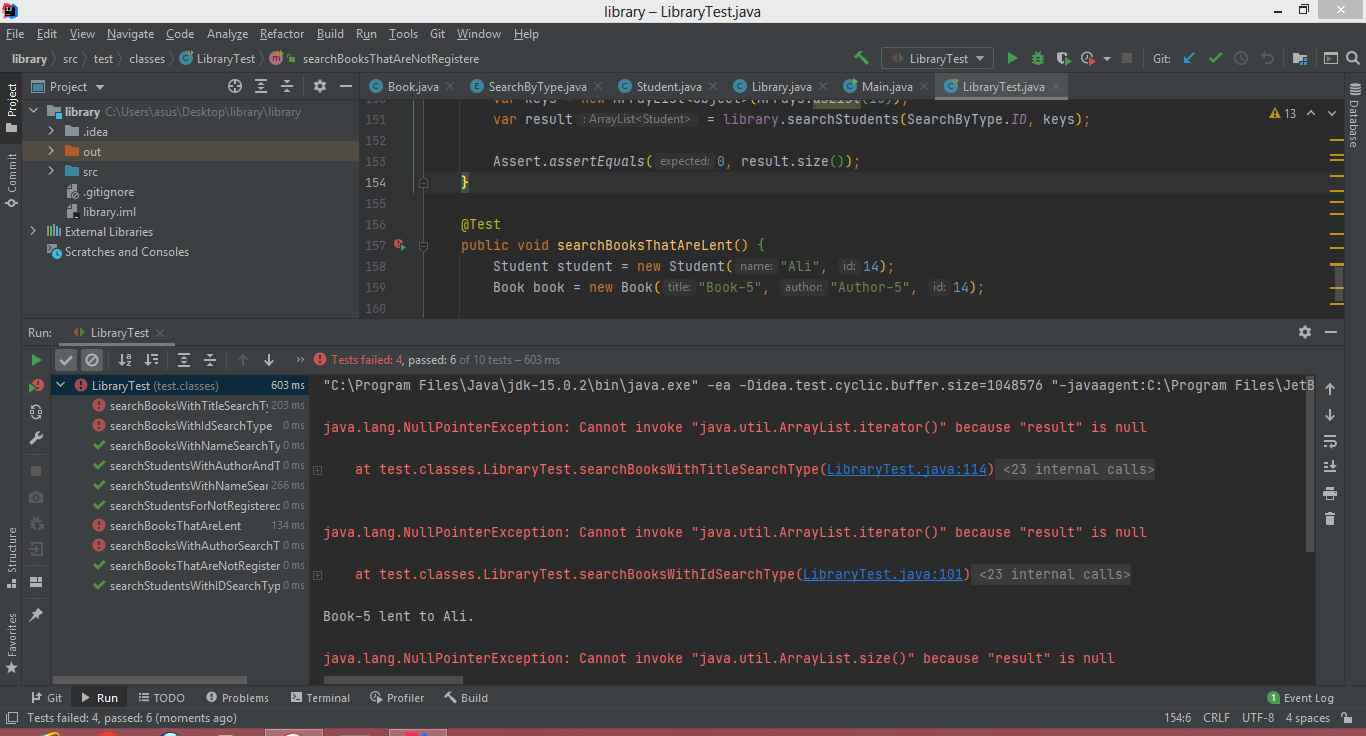 library – LibraryTest.java
File Edit View Navigate Code Analyze Refactor Build Run Tools Git Window Help
library src test classes LibraryTest searchBooksThatAreNotRegistere
LibraryTest
Git:
Project
Book.java SearchByType.java Student.java Library.java Main.java LibraryTest.java
library C:\Users\asus\Desktop\library\library
.idea
out
src
.gitignore
library.iml
External Libraries
Scratches and Consoles
Project
Commit
Structure
Favorites
Database
13
150 var keys = new ArrayList<Object>(Arrays.asList(15));
151 var result : ArrayList<Student> = library.searchStudents(SearchByType.ID, keys);
152
153 Assert.assertEquals( expected: 0, result.size());
154 }
155
156 @Test
157 public void searchBooksThatAreLent() {
158 Student student = new Student( name: "Ali", id: 14);
159 Book book = new Book( title: "Book-5", author: "Author-5", id: 14);
160
Run: LibraryTest
Tests failed: 4, passed: 6 of 10 tests – 603 ms
LibraryTest (test.classes) 603 ms
searchBooksWithTitleSearchTy 203 ms
searchBooksWithIdSearchType 0 ms
searchBooksWithNameSearchTy 0 ms
searchStudentsWithAuthorAndT 0 ms
searchStudentsWithNameSear 266 ms
searchStudentsForNotRegisterec 0 ms
searchBooksThatAreLent 134 ms
searchBooksWithAuthorSearchT 0 ms
searchBooksThatAreNotRegister 0 ms
searchStudentsWithIDSearchTyp 0 ms
"C:\Program Files\Java\jdk-15.0.2\bin\java.exe" -ea -Didea.test.cyclic.buffer.size=1048576 "-javaagent:C:\Program Files\JetB
java.lang.NullPointerException: Cannot invoke "java.util.ArrayList.iterator()" because "result" is null
at test.classes.LibraryTest.searchBooksWithTitleSearchType(LibraryTest.java:114) <23 internal calls>
java.lang.NullPointerException: Cannot invoke "java.util.ArrayList.iterator()" because "result" is null
at test.classes.LibraryTest.searchBooksWithIdSearchType(LibraryTest.java:101) <23 internal calls>
Book-5 lent to Ali.
java.lang.NullPointerException: Cannot invoke "java.util.ArrayList.size()" because "result" is null
Git Run TODO Problems Terminal Profiler Build
1 Event Log
Tests failed: 4, passed: 6 (moments ago)
154:6 CRLF UTF-8 4 spaces